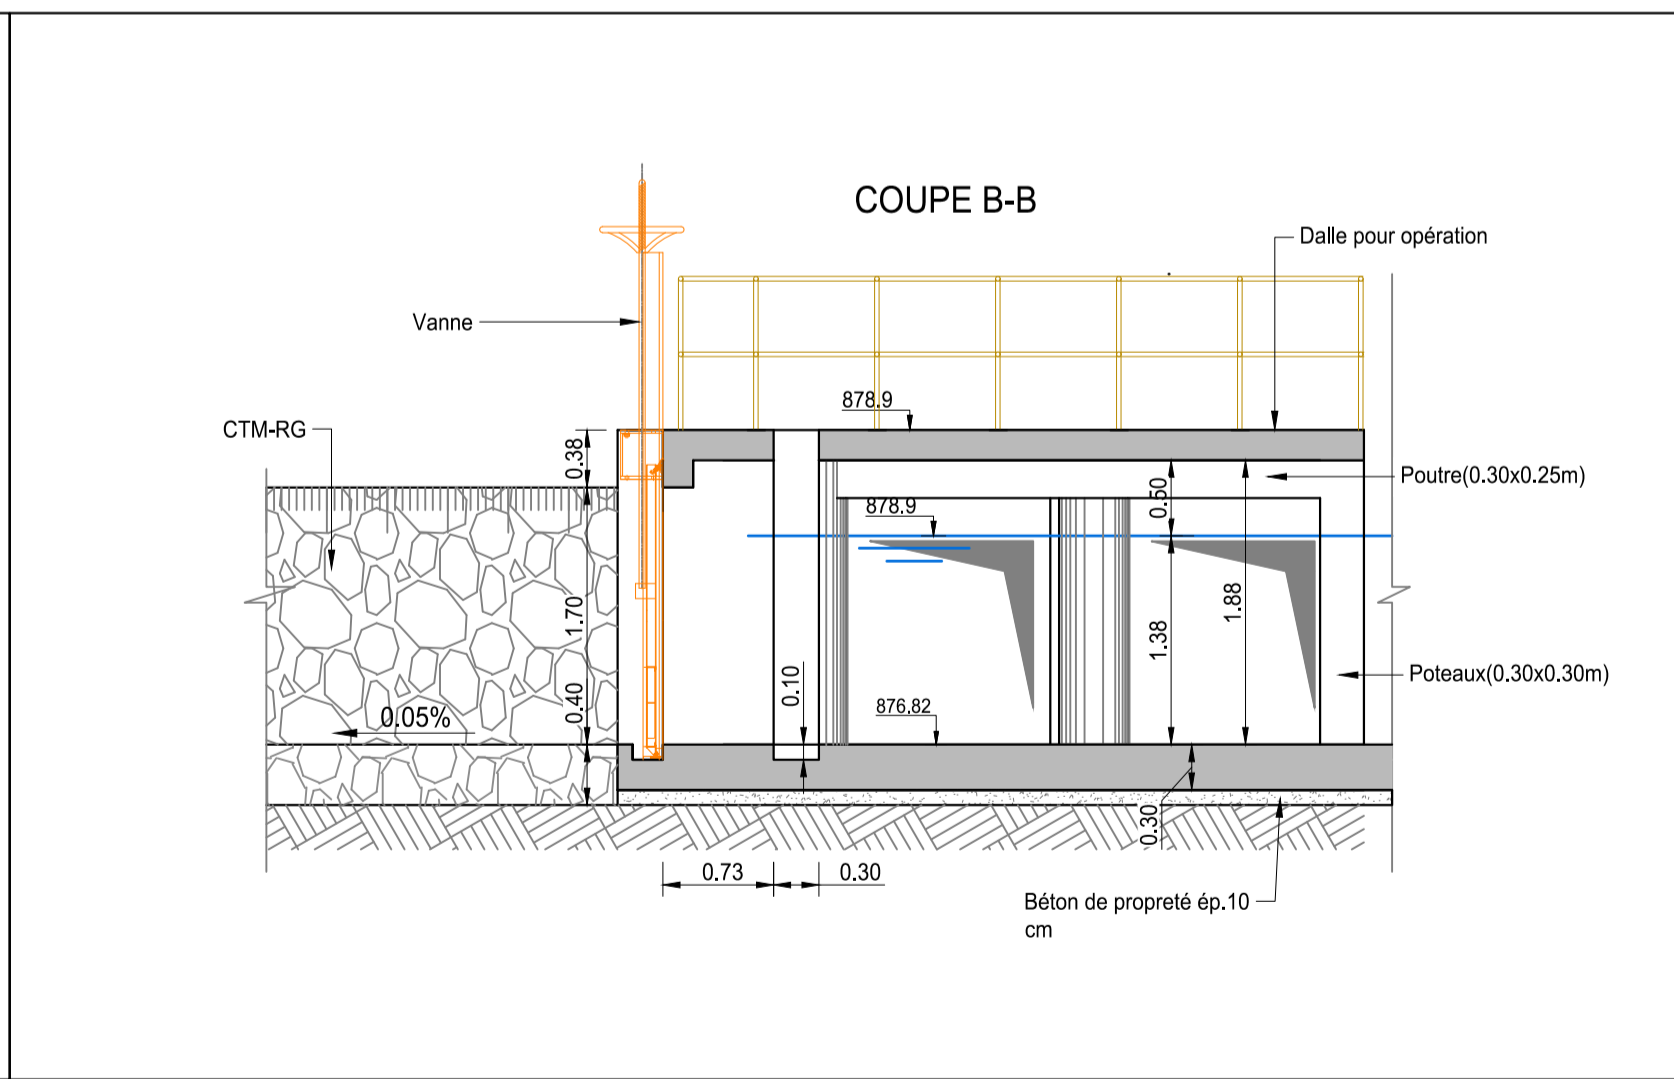 COUPE B-B
Dalle pour opération
Vanne
878.9
CTM-RG
0.38
Poutre(0.30x0.25m)
0.50
878.9
1.70
1.88
1.38
Poteaux(0.30x0.30m)
0.10
0.40
876.82
0.05%
0.30
0.73
0.30
Béton de propreté ép.10
cm